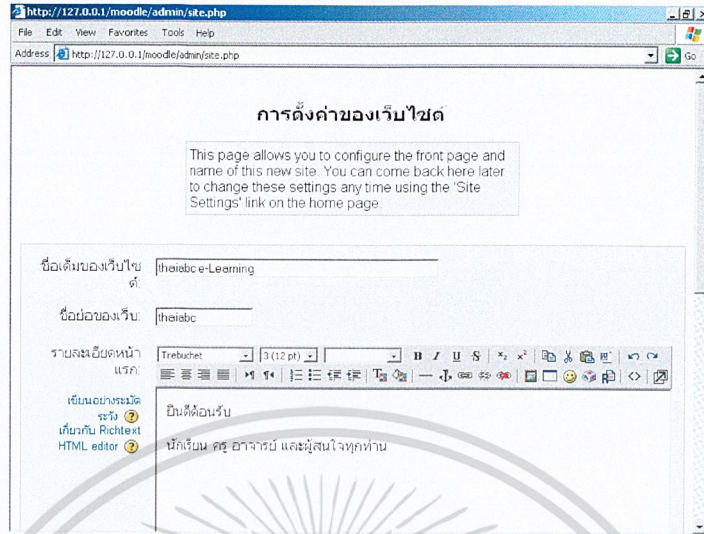 http://127.0.0.1/moodle/admin/site.php
File Edit View Favorites Tools Help
Address http://127.0.0.1/moodle/admin/site.php Go
การตั้งค่าของเว็บไซต์
This page allows you to configure the front page and
name of this new site. You can come back here later
to change these settings any time using the 'Site
Settings' link on the home page.
ชื่อเต็มของเว็บไซ
ต์: thaiabc e-Learning
ชื่อย่อของเว็บ: thaiabc
รายละเอียดหน้า
แรก:
Trebuchet 3 (12 pt) B I U S x₂ x²
เขียนอย่างระมัด
ระวัง ?
เกี่ยวกับ Richtext
HTML editor ?
ยินดีต้อนรับ
นักเรียน ครู อาจารย์ และผู้สนใจทุกท่าน